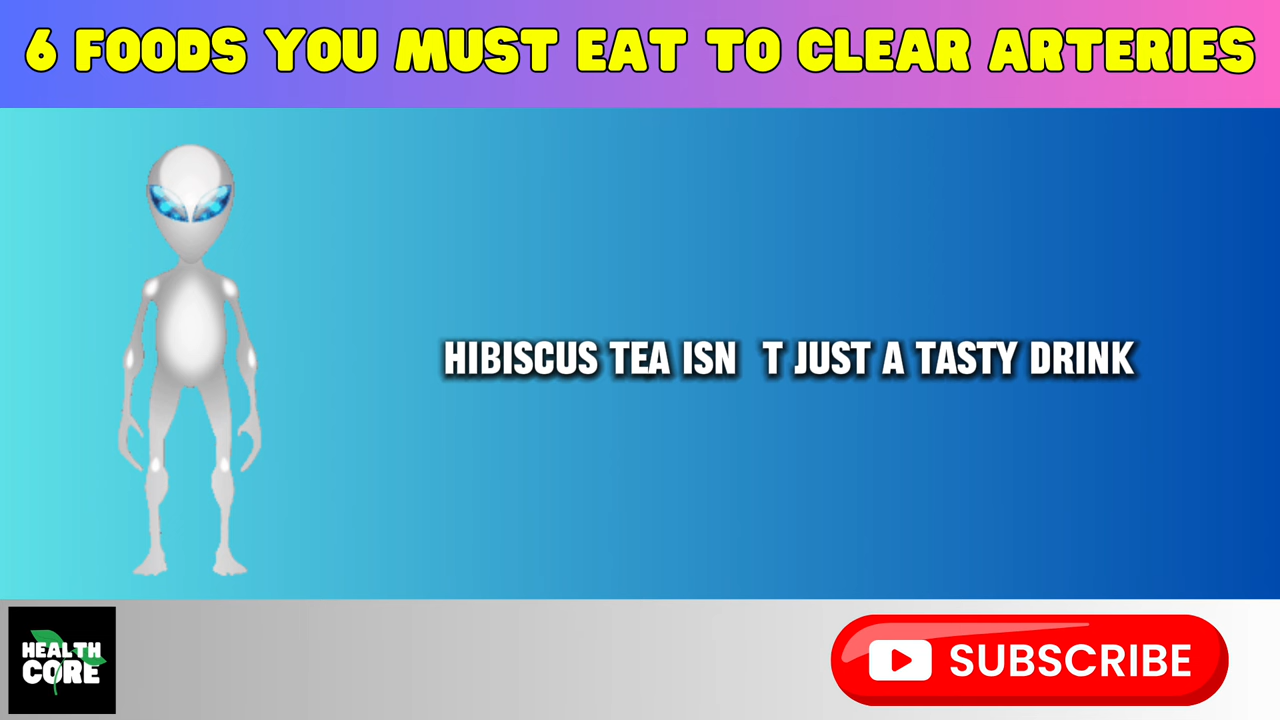 6 FOODS YOU MUST EAT TO CLEAR ARTERIES
HIBISCUS TEA ISN T JUST A TASTY DRINK
HEALTH
CORE
SUBSCRIBE